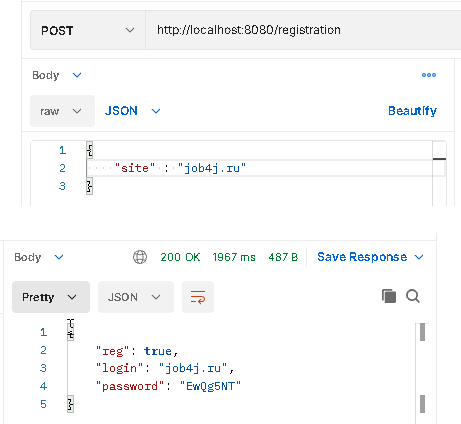 POST http://localhost:8080/registration
Body
raw JSON Beautify
1 {
2 "site" : "job4j.ru"
3 }
Body 200 OK 1967 ms 487 B Save Response
Pretty JSON
1 {
2 "reg": true,
3 "login": "job4j.ru",
4 "password": "EwQg5NT"
5 }